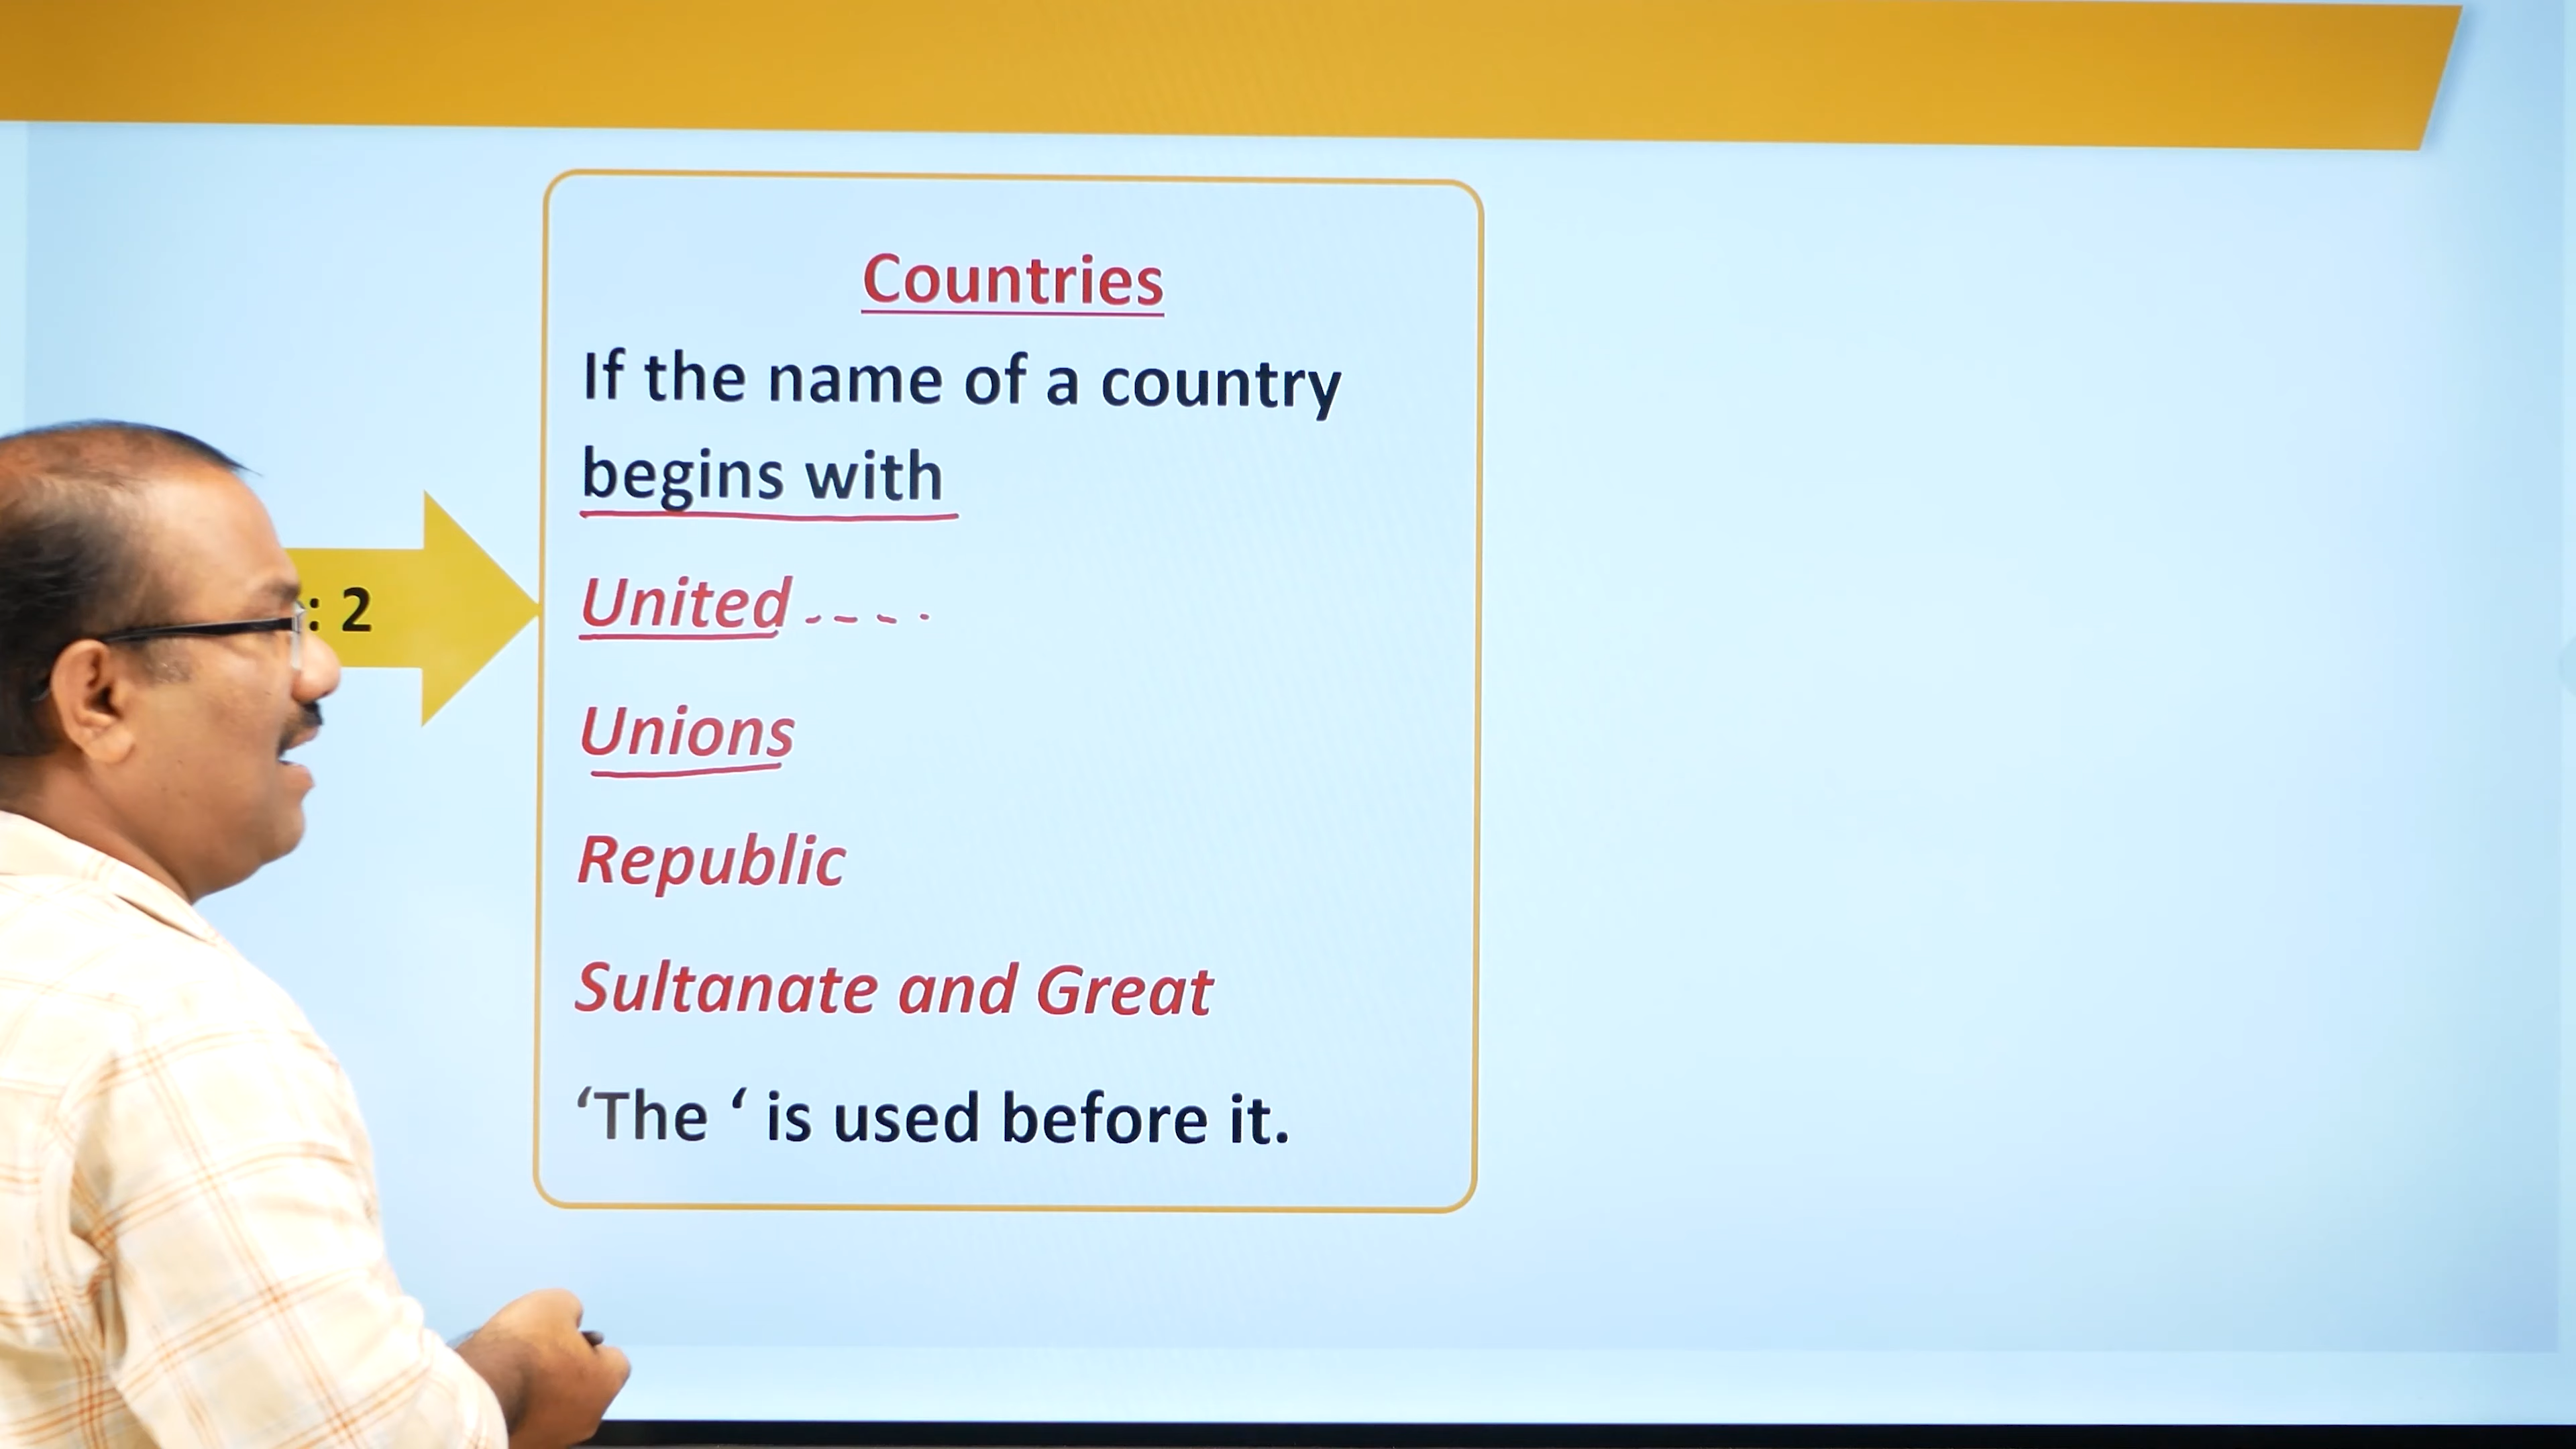 Countries
If the name of a country
begins with
: 2
United ----
Unions
Republic
Sultanate and Great
‘The ‘ is used before it.